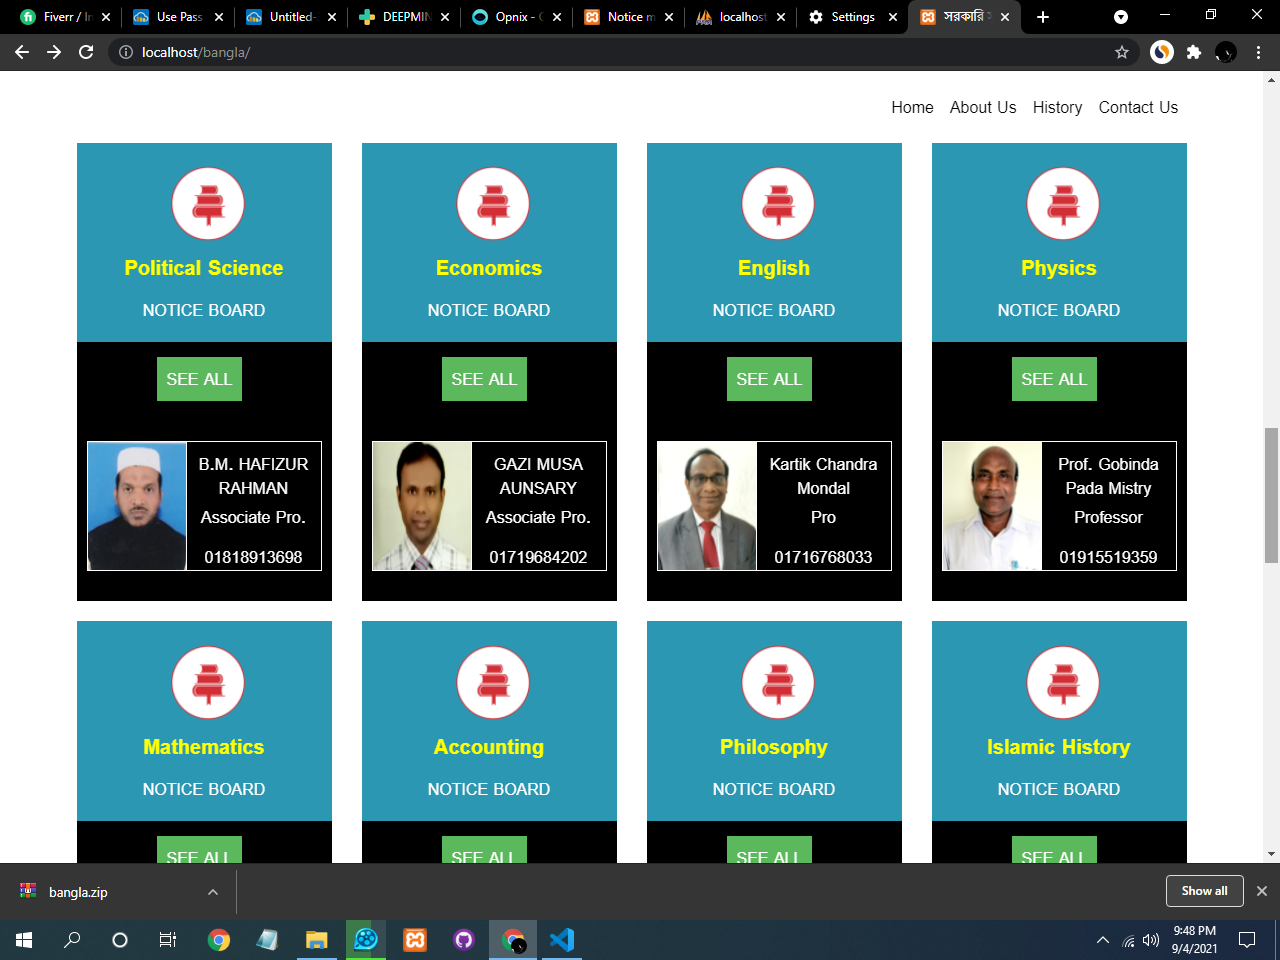 Fiverr / In
Use Pass
Untitled-
DEEPMIN
Opnix - C
Notice m
localhost
Settings
সরকারি
localhost/bangla/
Home About Us History Contact Us
Political Science
NOTICE BOARD
SEE ALL
B.M. HAFIZUR
RAHMAN
Associate Pro.
01818913698
Economics
NOTICE BOARD
SEE ALL
GAZI MUSA
AUNSARY
Associate Pro.
01719684202
English
NOTICE BOARD
SEE ALL
Kartik Chandra
Mondal
Pro
01716768033
Physics
NOTICE BOARD
SEE ALL
Prof. Gobinda
Pada Mistry
Professor
01915519359
Mathematics
NOTICE BOARD
SEE ALL
Accounting
NOTICE BOARD
SEE ALL
Philosophy
NOTICE BOARD
SEE ALL
Islamic History
NOTICE BOARD
SEE ALL
bangla.zip
Show all
9:48 PM
9/4/2021